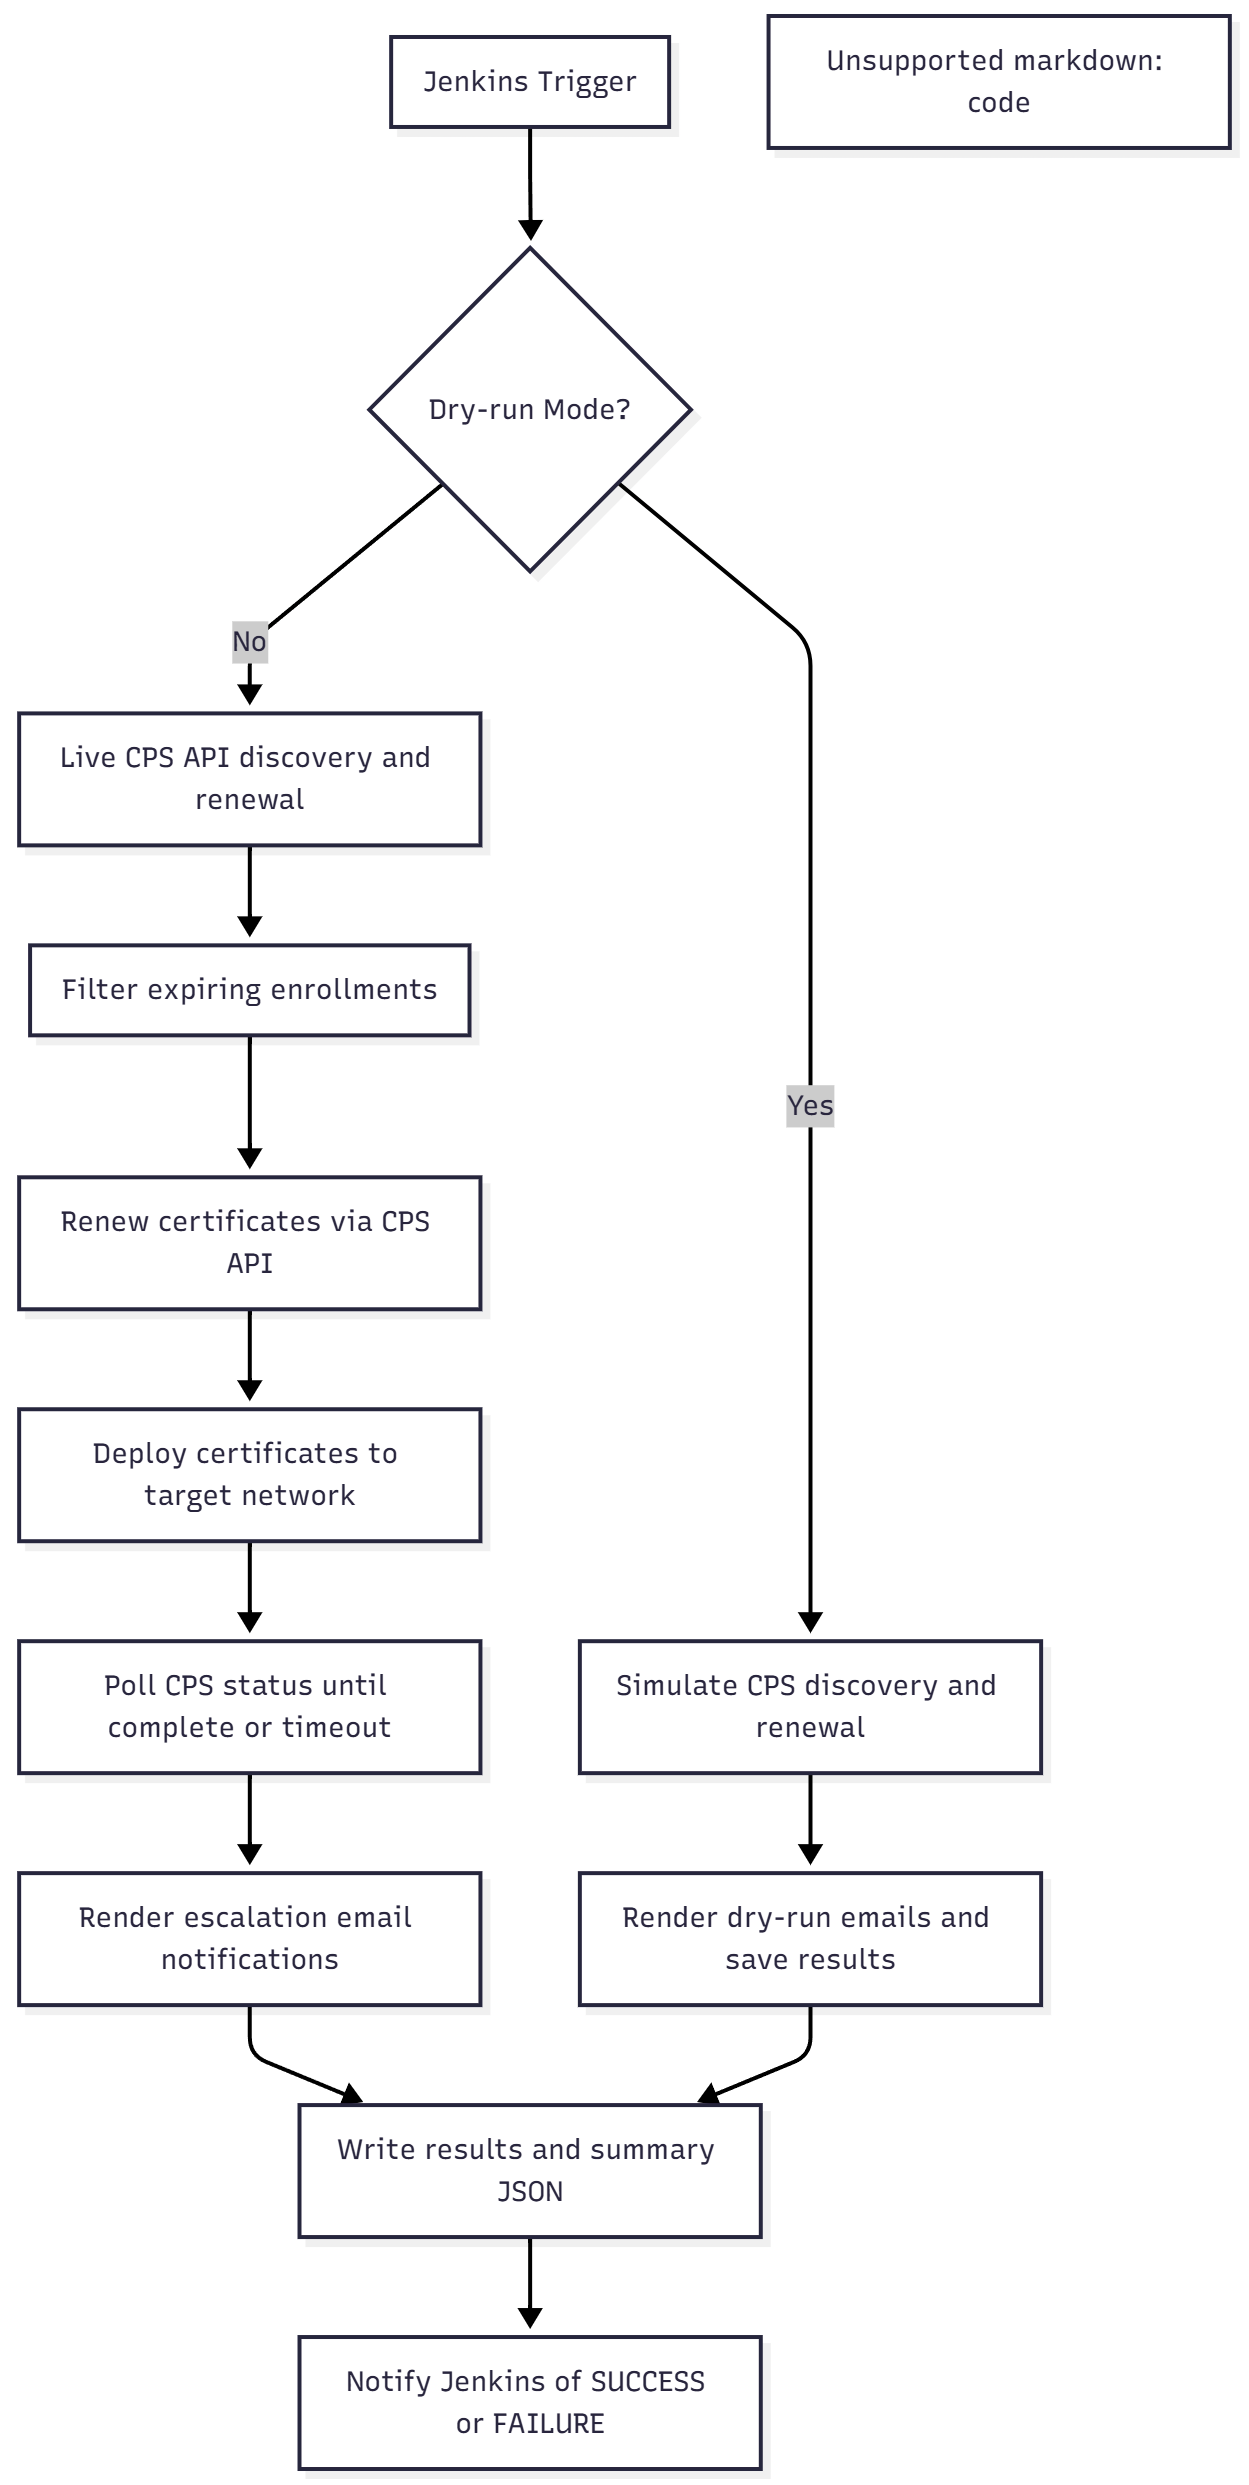 Jenkins Trigger
Unsupported markdown:
code
Dry-run Mode?
No
Live CPS API discovery and
renewal
Filter expiring enrollments
Yes
Renew certificates via CPS
API
Deploy certificates to
target network
Poll CPS status until
complete or timeout
Simulate CPS discovery and
renewal
Render escalation email
notifications
Render dry-run emails and
save results
Write results and summary
JSON
Notify Jenkins of SUCCESS
or FAILURE